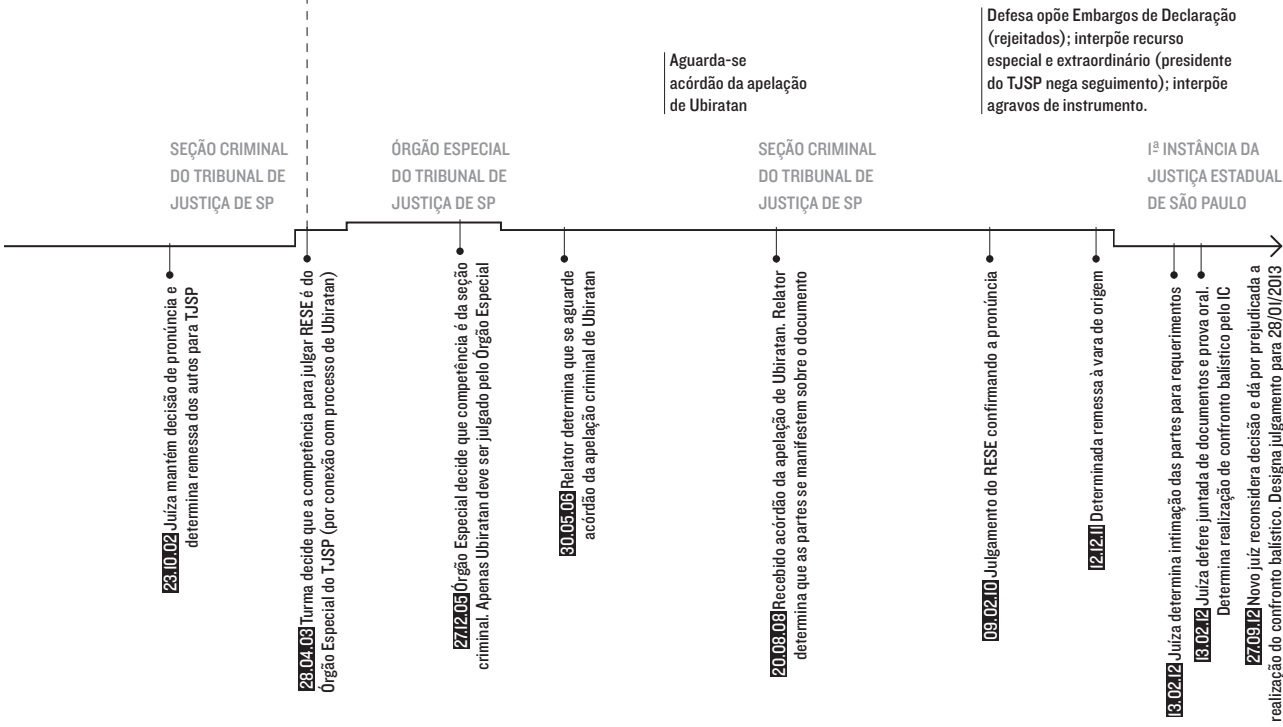 Defesa opõe Embargos de Declaração
(rejeitados); interpõe recurso
especial e extraordinário (presidente
do TJSP nega seguimento); interpõe
agravos de instrumento.
Aguarda-se
acórdão da apelação
de Ubiratan
SEÇÃO CRIMINAL
DO TRIBUNAL DE
JUSTIÇA DE SP
ÓRGÃO ESPECIAL
DO TRIBUNAL DE
JUSTIÇA DE SP
SEÇÃO CRIMINAL
DO TRIBUNAL DE
JUSTIÇA DE SP
1ª INSTÂNCIA DA
JUSTIÇA ESTADUAL
DE SÃO PAULO
23.10.02 Juíza mantém decisão de pronúncia e
determina remessa dos autos para TJSP
28.04.03 Turma decide que a competência para julgar RESE é do
Órgão Especial do TJSP (por conexão com processo de Ubiratan)
27.12.05 Órgão Especial decide que competência é da seção
criminal. Apenas Ubiratan deve ser julgado pelo Órgão Especial
30.05.06 Relator determina que se aguarde
acórdão da apelação criminal de Ubiratan
20.08.08 Recebido acórdão da apelação de Ubiratan. Relator
determina que as partes se manifestem sobre o documento
09.02.10 Julgamento do RESE confirmando a pronúncia
12.12.11 Determinada remessa à vara de origem
13.02.12 Juíza determina intimação das partes para requerimentos
13.02.12 Juíza defere juntada de documentos e prova oral.
Determina realização de confronto balístico pelo IC
27.09.12 Novo juíz reconsidera decisão e dá por prejudicada a
realização do confronto balístico. Designa julgamento para 28/01/2013